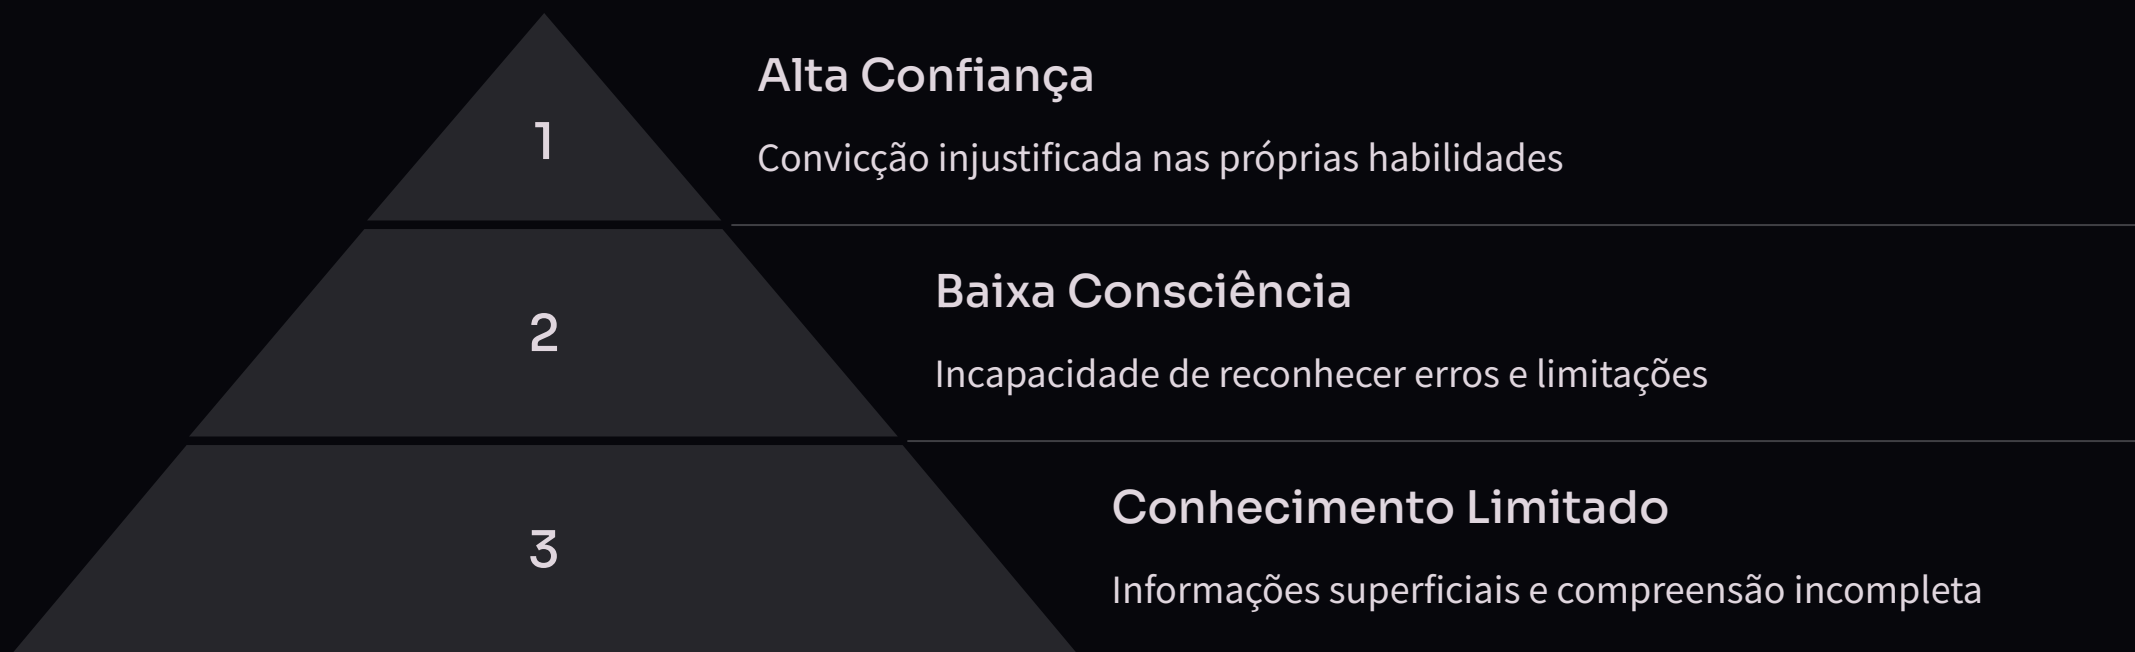 1
Alta Confiança
Convicção injustificada nas próprias habilidades
2
Baixa Consciência
Incapacidade de reconhecer erros e limitações
3
Conhecimento Limitado
Informações superficiais e compreensão incompleta